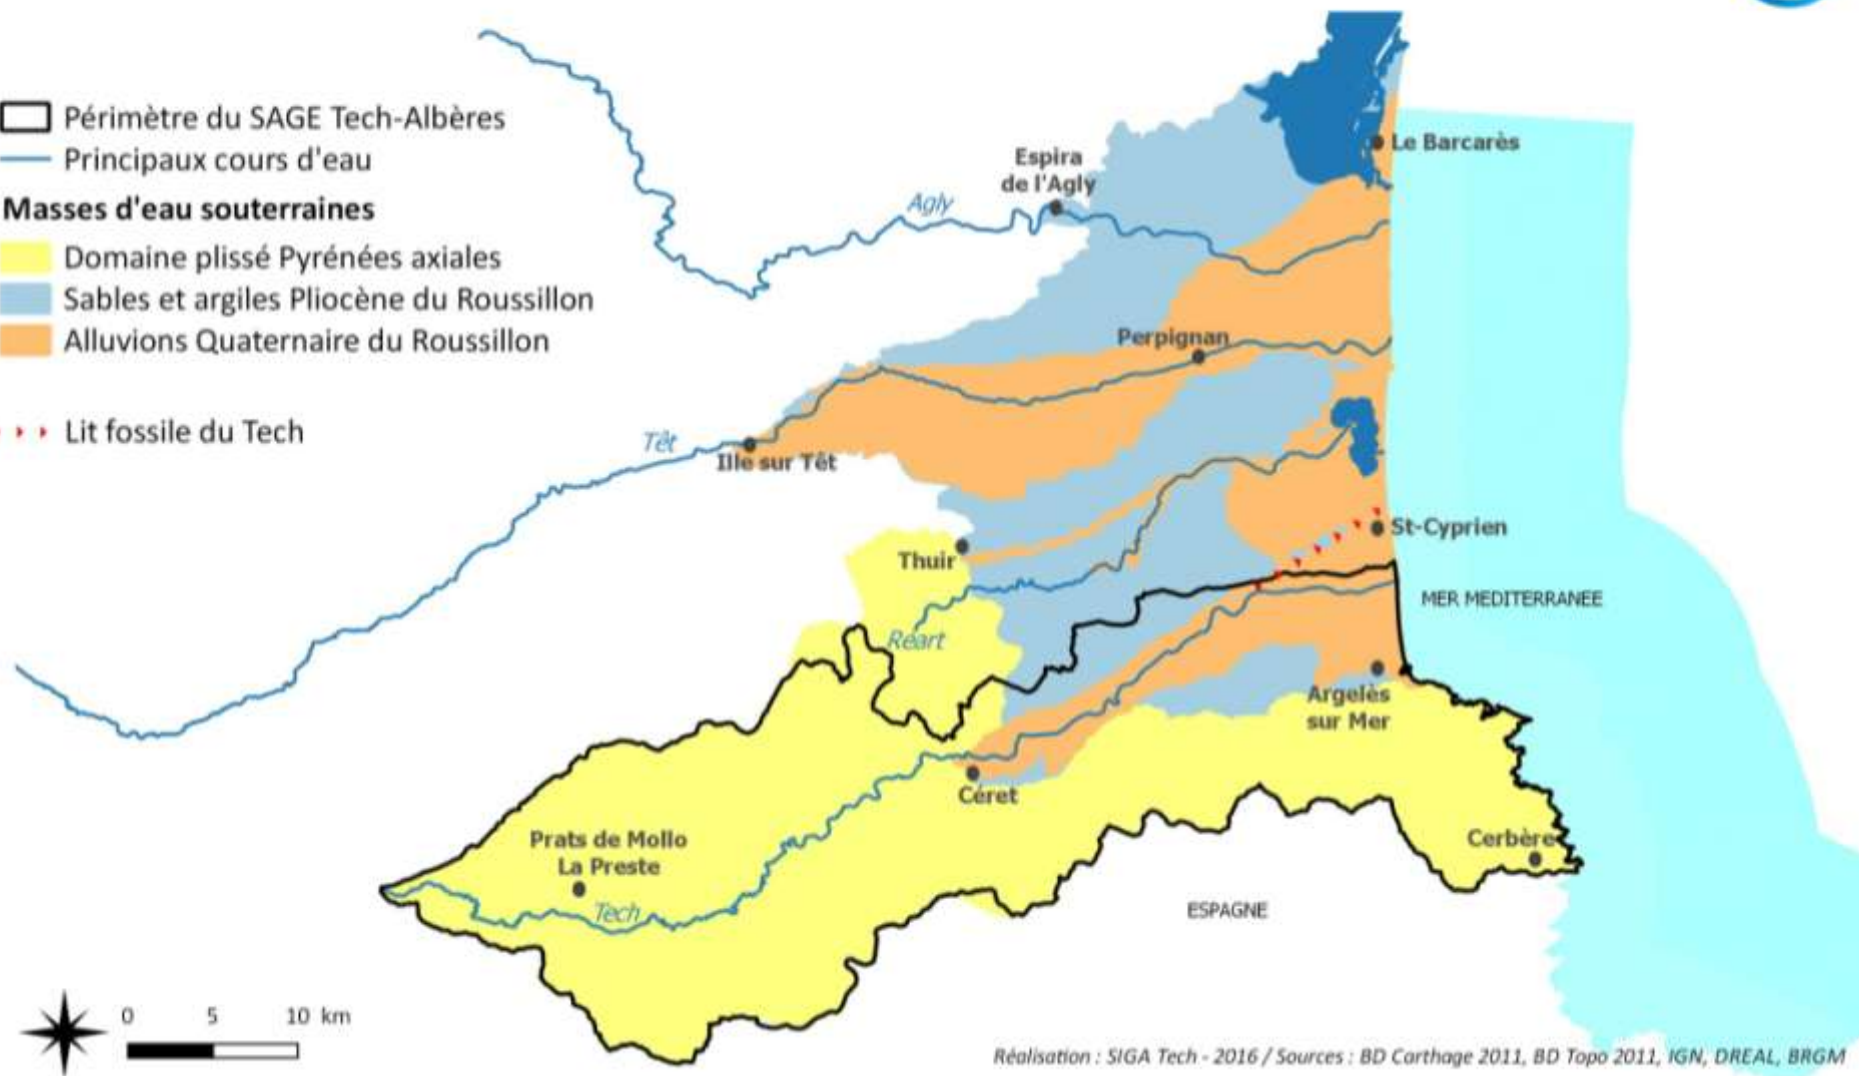 Périmètre du SAGE Tech-Albères
Principaux cours d'eau
Masses d'eau souterraines
Domaine plissé Pyrénées axiales
Sables et argiles Pliocène du Roussillon
Alluvions Quaternaire du Roussillon
Lit fossile du Tech
Le Barcarès
Espira
de l'Agly
Agly
Perpignan
Têt
Ille sur Têt
St-Cyprien
Thuir
MER MEDITERRANEE
Réart
Argelès
sur Mer
Céret
Prats de Mollo
La Preste
Cerbère
Tech
ESPAGNE
0 5 10 km
Réalisation : SIGA Tech - 2016 / Sources : BD Carthage 2011, BD Topo 2011, IGN, DREAL, BRGM